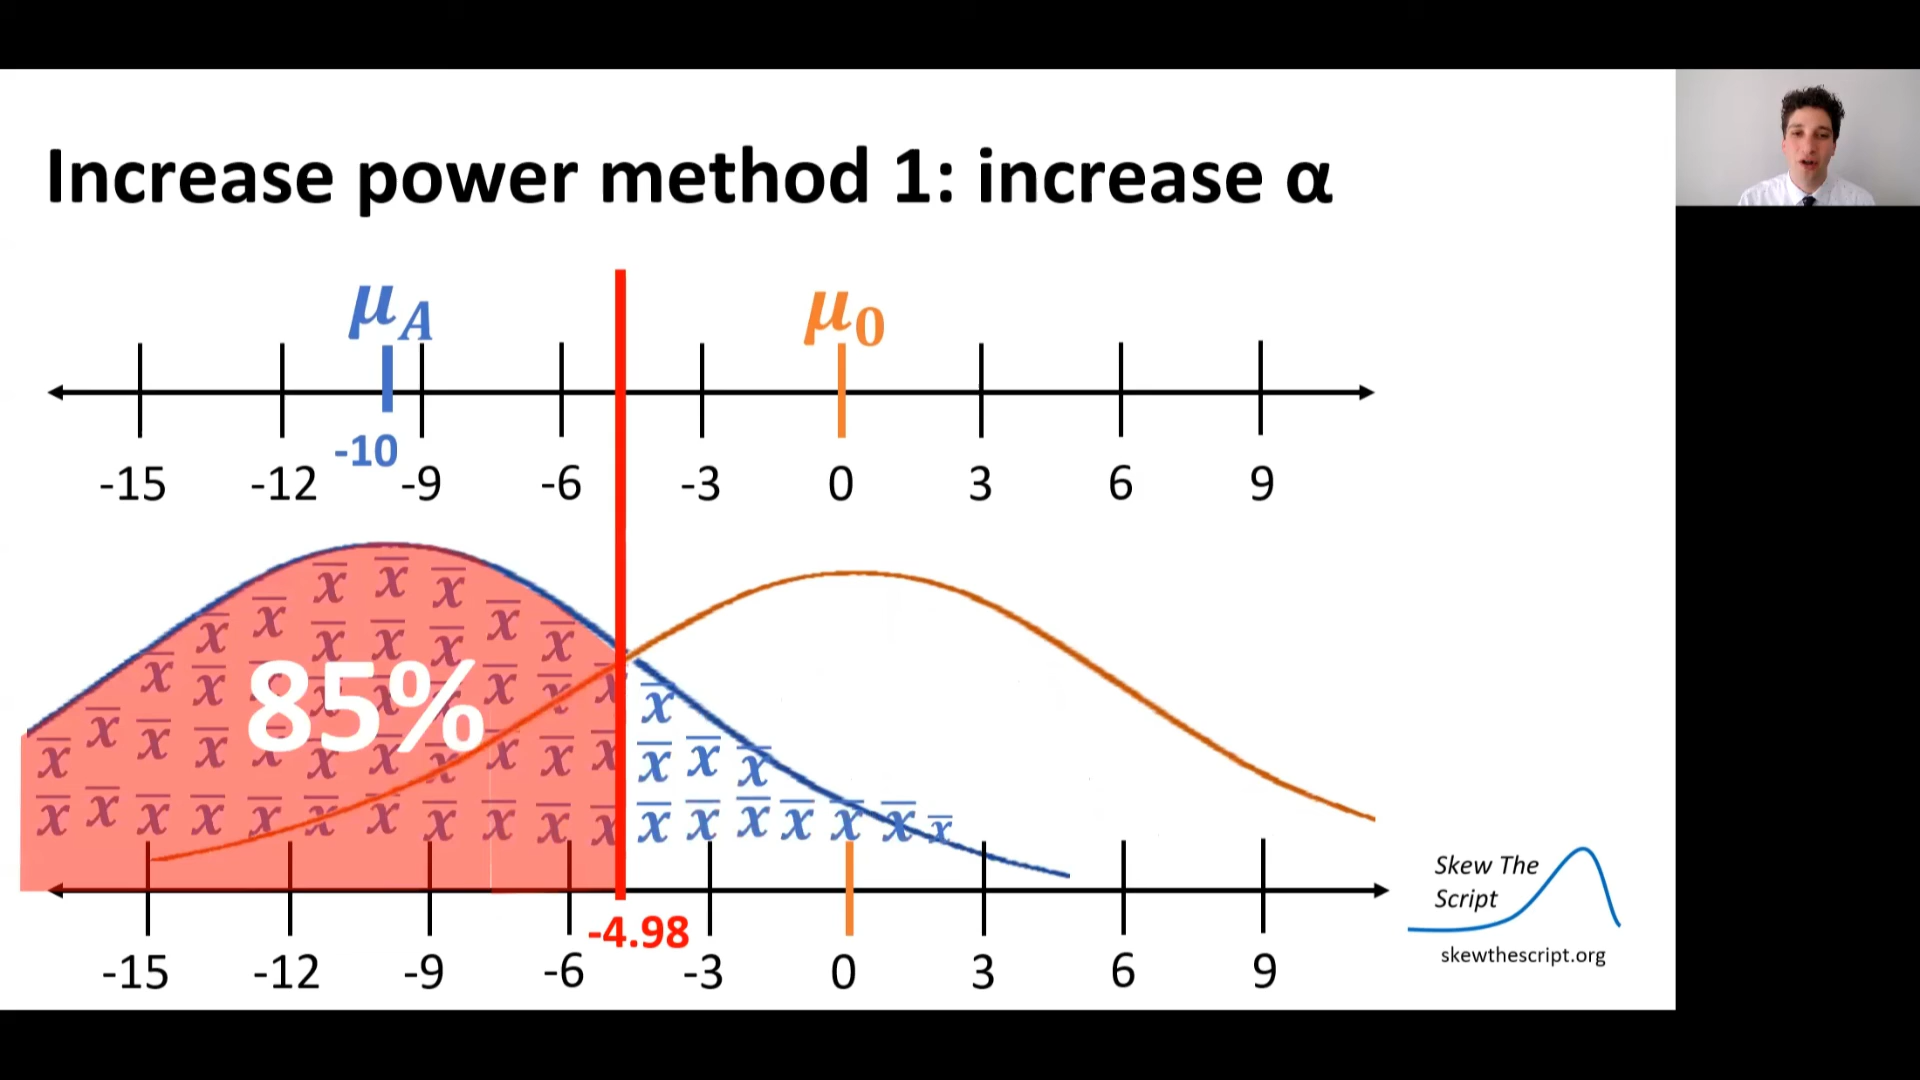 Increase power method 1: increase α
μA μ0
-10
-15 -12 -9 -6 -3 0 3 6 9
x̅ x̅ x̅
x̅ x̅ x̅
x̅ x̅ x̅ x̅ x̅
x̅ x̅ x̅ x̅ x̅ x̅
85%
x̅ x̅ x̅ x̅ x̅ x̅ x̅ x̅ x̅ x̅ x̅ x̅ x̅
x̅ x̅ x̅ x̅ x̅ x̅ x̅ x̅ x̅ x̅ x̅ x̅ x̅ x̅ x̅ x̅ x̅
-4.98
-15 -12 -9 -6 -3 0 3 6 9
Skew The
Script
skewthescript.org